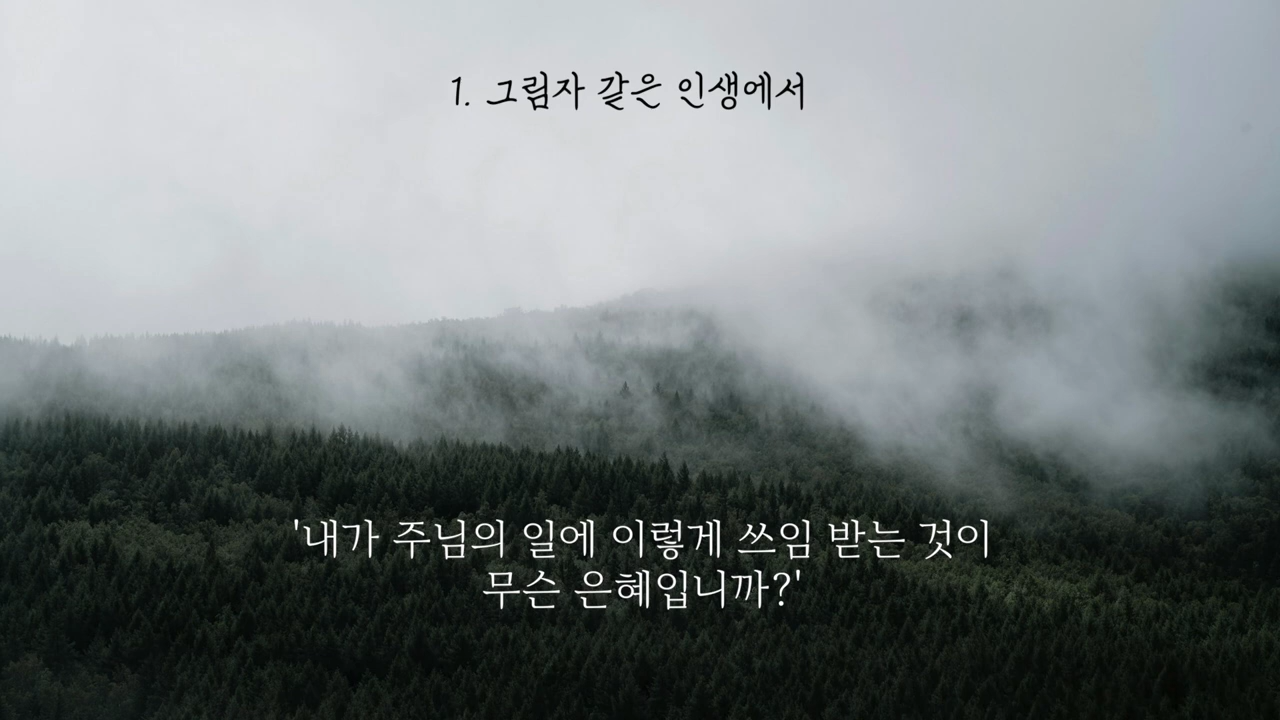 1. 그림자 같은 인생에서
'내가 주님의 일에 이렇게 쓰임 받는 것이
무슨 은혜입니까?'